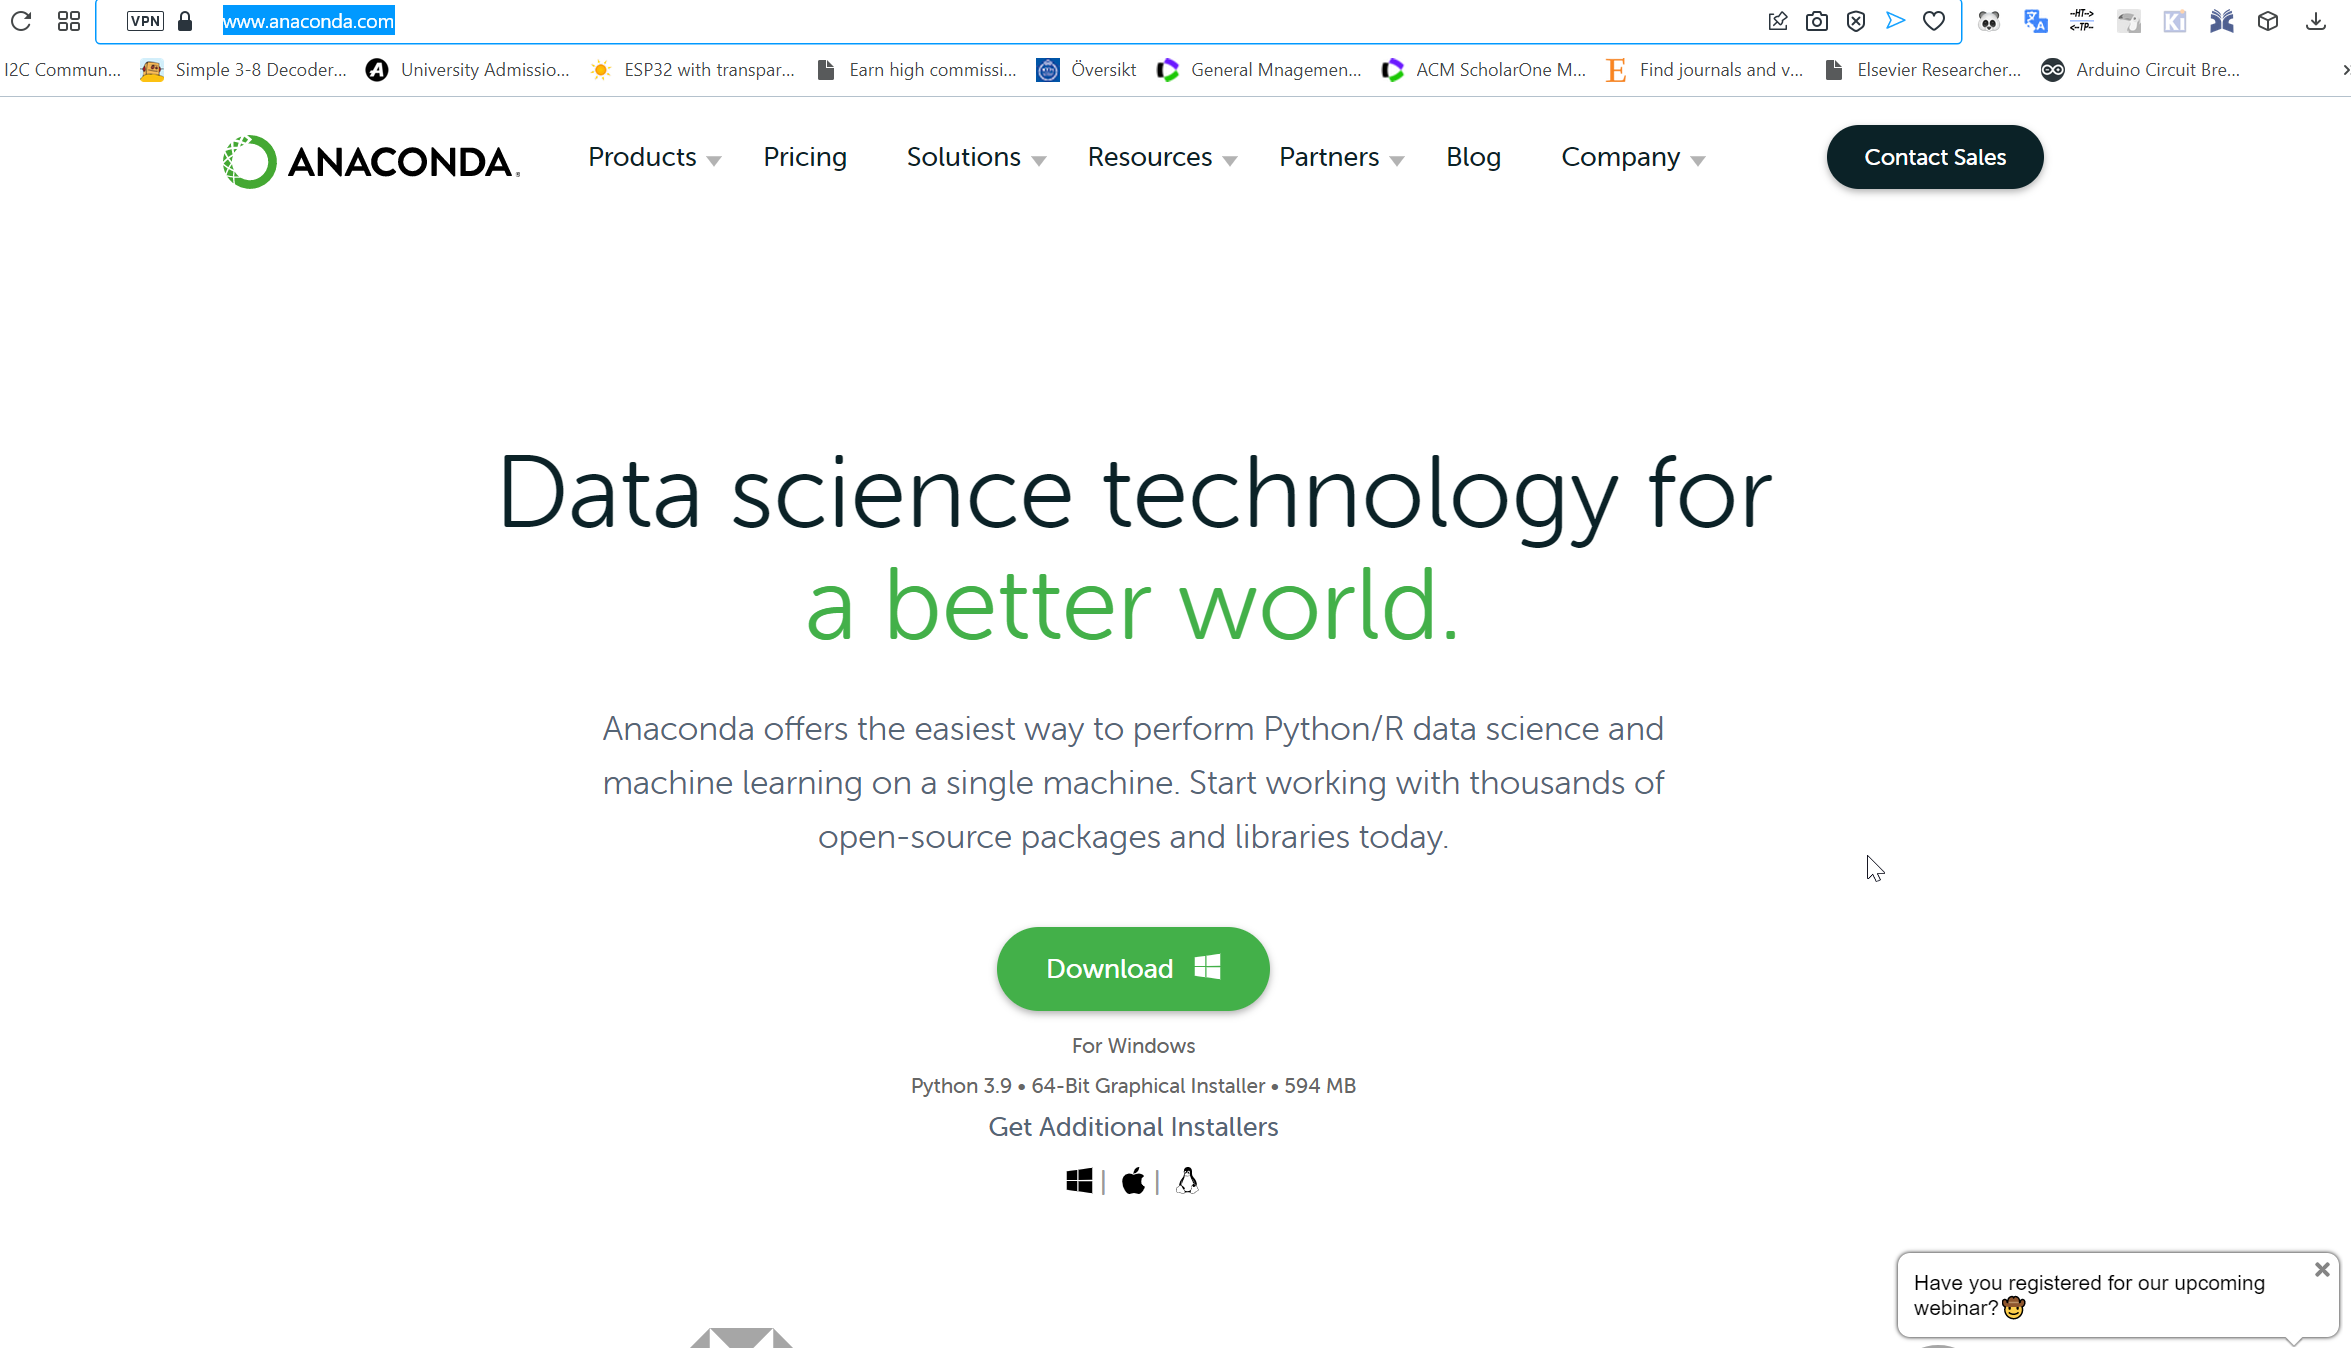 VPN www.anaconda.com
I2C Commun... Simple 3-8 Decoder... University Admissio... ESP32 with transpar... Earn high commissi... Översikt General Mnagemen... ACM ScholarOne M... Find journals and v... Elsevier Researcher... Arduino Circuit Bre...
ANACONDA. Products Pricing Solutions Resources Partners Blog Company Contact Sales
Data science technology for
a better world.
Anaconda offers the easiest way to perform Python/R data science and
machine learning on a single machine. Start working with thousands of
open-source packages and libraries today.
Download
For Windows
Python 3.9 • 64-Bit Graphical Installer • 594 MB
Get Additional Installers
Have you registered for our upcoming
webinar?🤠